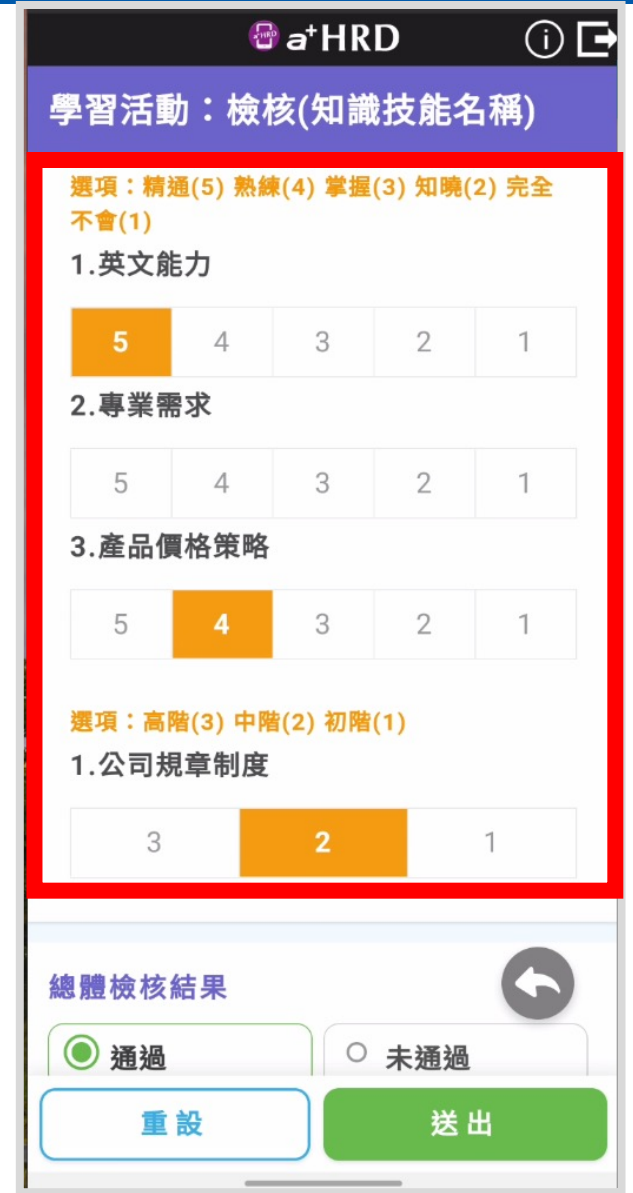 a+HRD
學習活動：檢核(知識技能名稱)
選項：精通(5) 熟練(4) 掌握(3) 知曉(2) 完全
不會(1)
1.英文能力
5 4 3 2 1
2.專業需求
5 4 3 2 1
3.產品價格策略
5 4 3 2 1
選項：高階(3) 中階(2) 初階(1)
1.公司規章制度
3 2 1
總體檢核結果
通過 未通過
重設 送出